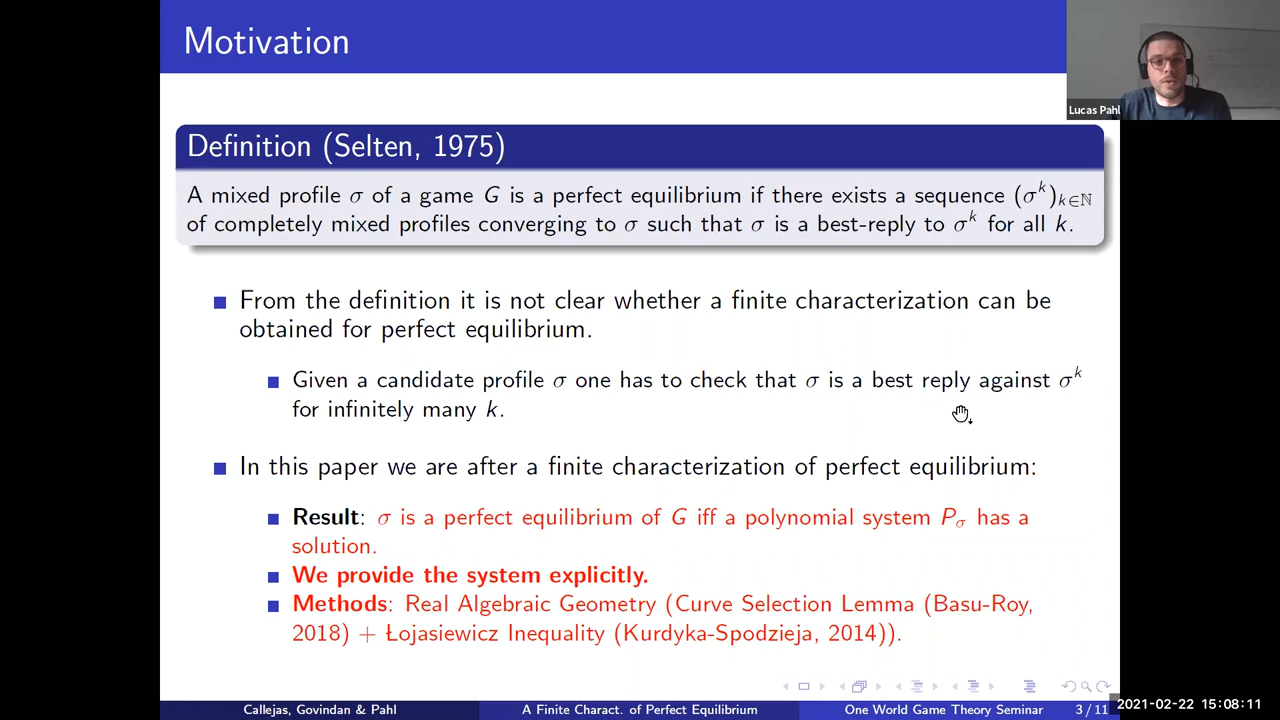 Motivation
Lucas Pahl
Definition (Selten, 1975)
A mixed profile σ of a game G is a perfect equilibrium if there exists a sequence (σᵏ)ₖ∈ℕ
of completely mixed profiles converging to σ such that σ is a best-reply to σᵏ for all k.
From the definition it is not clear whether a finite characterization can be
obtained for perfect equilibrium.
Given a candidate profile σ one has to check that σ is a best reply against σᵏ
for infinitely many k.
In this paper we are after a finite characterization of perfect equilibrium:
Result: σ is a perfect equilibrium of G iff a polynomial system Pσ has a
solution.
We provide the system explicitly.
Methods: Real Algebraic Geometry (Curve Selection Lemma (Basu-Roy,
2018) + Łojasiewicz Inequality (Kurdyka-Spodzieja, 2014)).
Callejas, Govindan & Pahl
A Finite Charact. of Perfect Equilibrium
One World Game Theory Seminar
3 / 11
2021-02-22 15:08:11